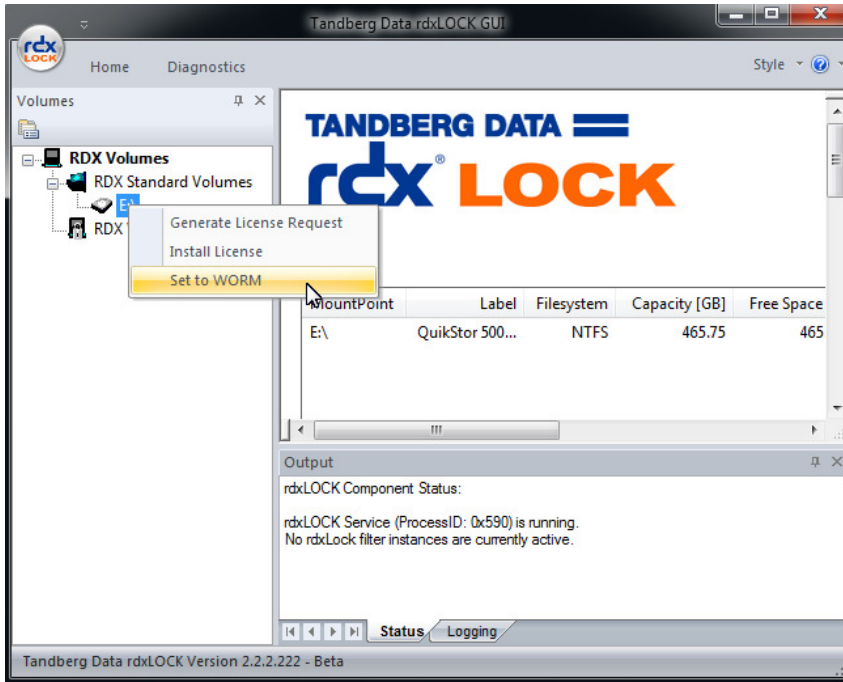 Tandberg Data rdxLOCK GUI
rdx
LOCK
Home Diagnostics Style
Volumes
RDX Volumes
RDX Standard Volumes
E:\
RDX
Generate License Request
Install License
Set to WORM
TANDBERG DATA
rdx® LOCK
MountPoint Label Filesystem Capacity [GB] Free Space
E:\ QuikStor 500... NTFS 465.75 465
Output
rdxLOCK Component Status:
rdxLOCK Service (ProcessID: 0x590) is running.
No rdxLock filter instances are currently active.
Status Logging
Tandberg Data rdxLOCK Version 2.2.2.222 - Beta